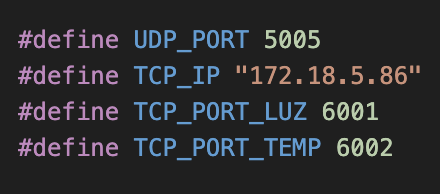 #define UDP_PORT 5005
#define TCP_IP "172.18.5.86"
#define TCP_PORT_LUZ 6001
#define TCP_PORT_TEMP 6002